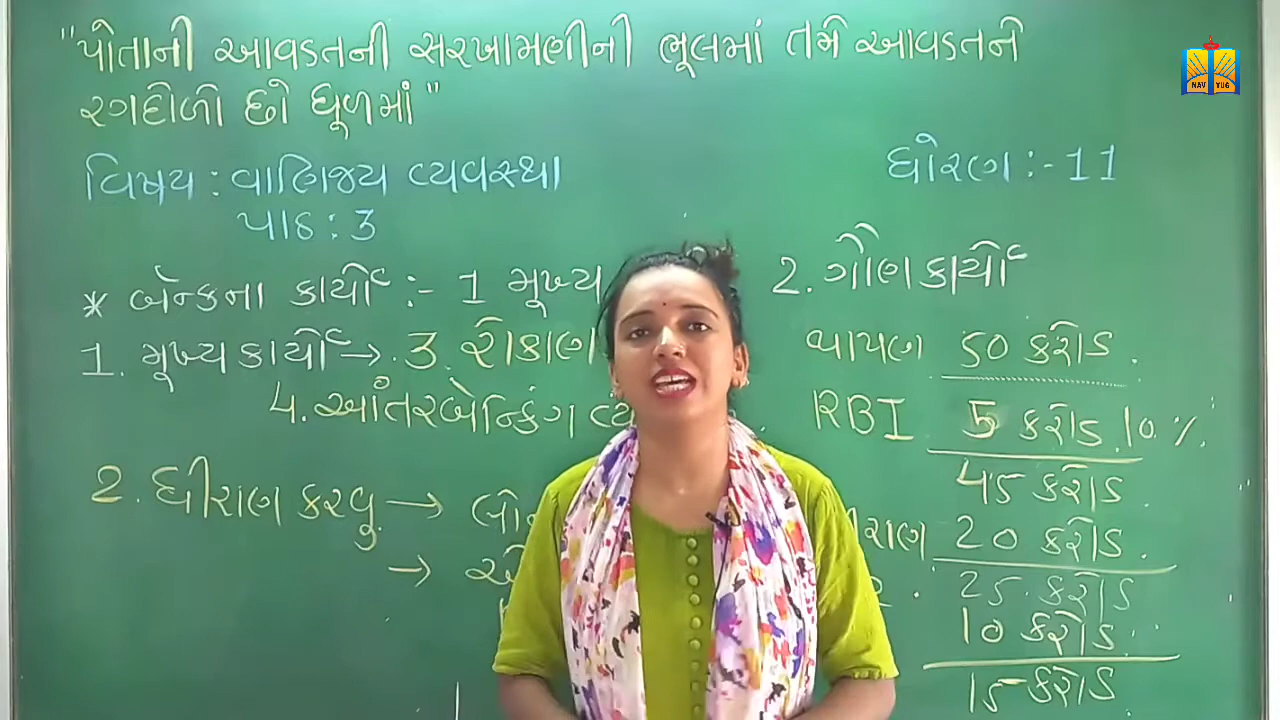 "પોતાની આવડતની સરખામણીની ભૂલમાં તમે આવડતને
રગદોળો છો ધૂળમાં"
વિષય : વાણિજ્ય વ્યવસ્થા
ધોરણ :- 11
પાઠ : 3
* બૅન્કના કાર્યો :- 1 મૂખ્ય
2. ગૌણ કાર્યો
1. મૂખ્ય કાર્યો → 3. રોકાણ
4. આંતરબેન્કિંગ વ્ય
2. ધીરાણ કરવુ →
→
થાપણ 50 કરોડ.
RBI 5 કરોડ 10 %
45 કરોડ
રાણ 20 કરોડ.
25 કરોડ
10 કરોડ
15 કરોડ
NAV YUG